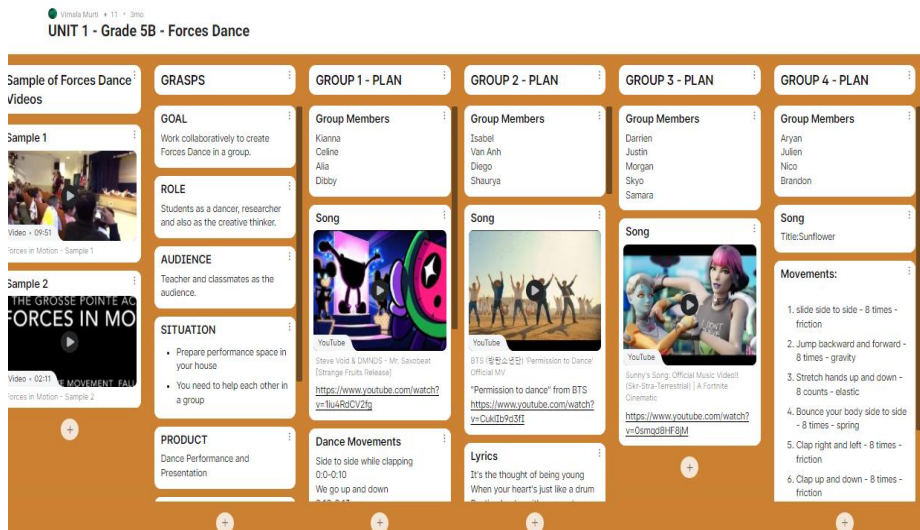 Vimala Murti + 11 • 3mo
UNIT 1 - Grade 5B - Forces Dance
Sample of Forces Dance
Videos
Sample 1
Video • 09:51
Forces in Motion - Sample 1
Sample 2
THE GROSSE POINTE AC
FORCES IN MO
MOVEMENT FALL
Video • 02:11
Forces in Motion - Sample 2
GRASPS
GOAL
Work collaboratively to create
Forces Dance in a group.
ROLE
Students as a dancer, researcher
and also as the creative thinker.
AUDIENCE
Teacher and classmates as the
audience.
SITUATION
• Prepare performance space in
your house
• You need to help each other in
a group
PRODUCT
Dance Performance and
Presentation
GROUP 1 - PLAN
Group Members
Kianna
Celine
Alia
Dibby
Song
YouTube
Steve Void & DMNDS - Mr. Saxobeat
[Strange Fruits Release]
https://www.youtube.com/watch?
v=1iu4RdCV2fg
Dance Movements
Side to side while clapping
0:0-0:10
We go up and down
GROUP 2 - PLAN
Group Members
Isabel
Van Anh
Diego
Shaurya
Song
YouTube
BTS (방탄소년단) 'Permission to Dance'
Official MV
"Permission to dance" from BTS
https://www.youtube.com/watch?
v=CuklIb9d3fI
Lyrics
It's the thought of being young
When your heart's just like a drum
GROUP 3 - PLAN
Group Members
Darrien
Justin
Morgan
Skyo
Samara
Song
YouTube
Sunny's Song: Official Music Video!!
(Skr-Stra-Terrestrial) | A Fortnite
Cinematic
https://www.youtube.com/watch?
v=0smqd8HF8jM
GROUP 4 - PLAN
Group Members
Aryan
Julien
Nico
Brandon
Song
Title:Sunflower
Movements:
1. slide side to side - 8 times -
friction
2. Jump backward and forward -
8 times - gravity
3. Stretch hands up and down -
8 counts - elastic
4. Bounce your body side to side
- 8 times - spring
5. Clap right and left - 8 times -
friction
6. Clap up and down - 8 times -
friction